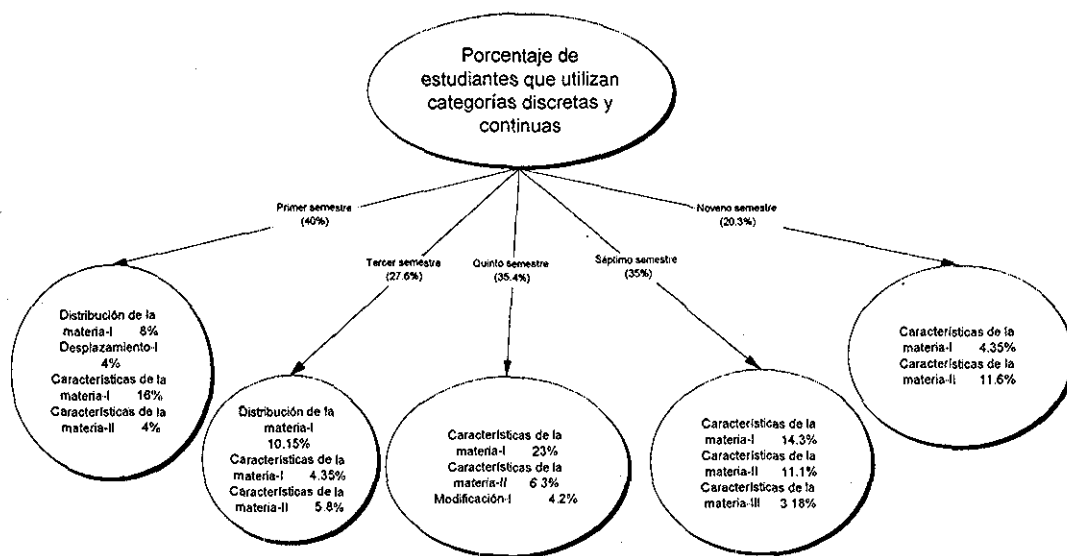 Porcentaje de
estudiantes que utilizan
categorías discretas y
continuas
Primer semestre
(40%)
Tercer semestre
(27.6%)
Quinto semestre
(35.4%)
Séptimo semestre
(35%)
Noveno semestre
(20.3%)
Distribución de la
materia-I 8%
Desplazamiento-I
4%
Características de la
materia-I 16%
Características de la
materia-II 4%
Distribución de la
materia-I
10.15%
Características de la
materia-I 4.35%
Características de la
materia-II 5.8%
Características de la
materia-I 23%
Característicás de la
materia-II 6.3%
Modificación-I 4.2%
Características de la
materia-I 14.3%
Características de la
materia-II 11.1%
Características de la
materia-III 3 18%
Características de la
materia-I 4.35%
Características de la
materia-II 11.6%